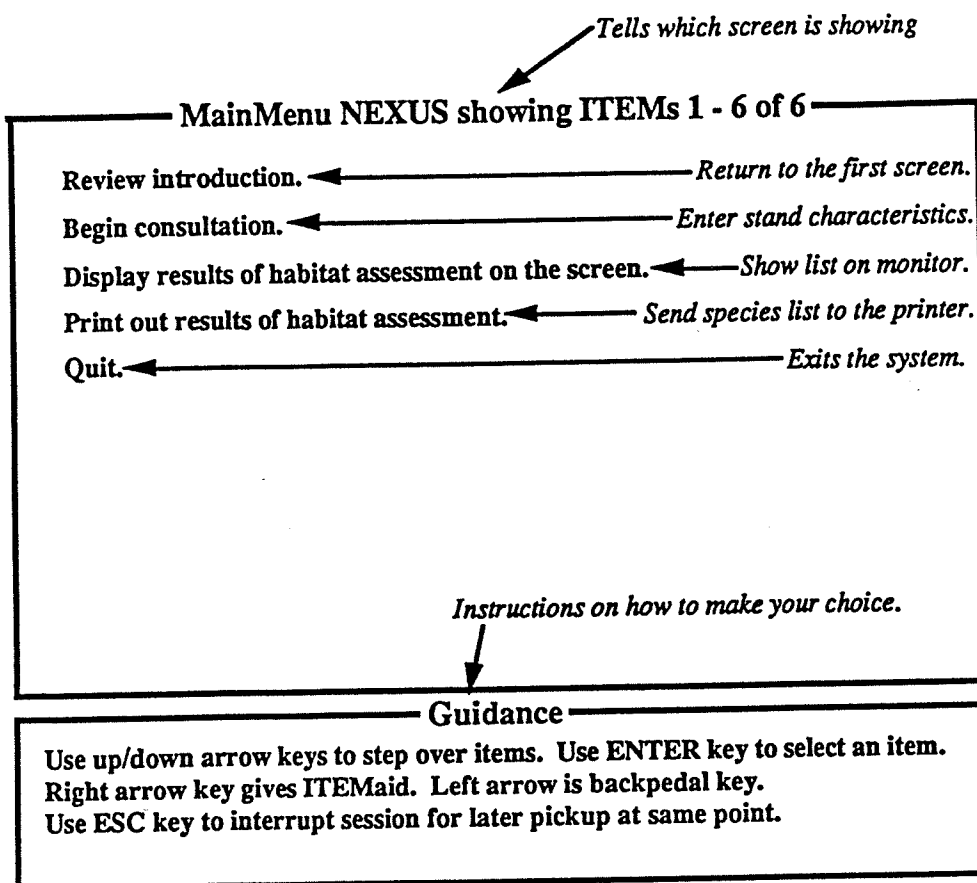 Tells which screen is showing
MainMenu NEXUS showing ITEMs 1 - 6 of 6
Review introduction. Return to the first screen.
Begin consultation. Enter stand characteristics.
Display results of habitat assessment on the screen. Show list on monitor.
Print out results of habitat assessment. Send species list to the printer.
Quit. Exits the system.
Instructions on how to make your choice.
Guidance
Use up/down arrow keys to step over items. Use ENTER key to select an item.
Right arrow key gives ITEMaid. Left arrow is backpedal key.
Use ESC key to interrupt session for later pickup at same point.